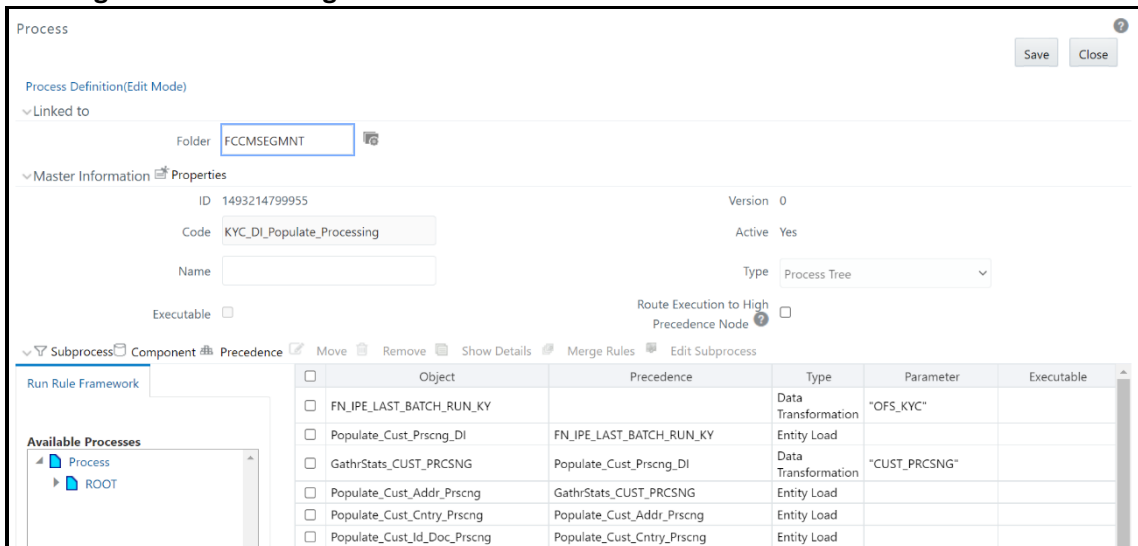 Process
Save Close
Process Definition(Edit Mode)
Linked to
Folder FCCMSEGMNT
Master Information Properties
ID 1493214799955 Version 0
Code KYC_DI_Populate_Processing Active Yes
Name Type Process Tree
Executable Route Execution to High
Precedence Node
Subprocess Component Precedence Move Remove Show Details Merge Rules Edit Subprocess
Run Rule Framework
Available Processes
Process
ROOT
Object Precedence Type Parameter Executable
FN_IPE_LAST_BATCH_RUN_KY Data Transformation "OFS_KYC"
Populate_Cust_Prscng_DI FN_IPE_LAST_BATCH_RUN_KY Entity Load
GathrStats_CUST_PRCSNG Populate_Cust_Prscng_DI Data Transformation "CUST_PRCSNG"
Populate_Cust_Addr_Prscng GathrStats_CUST_PRCSNG Entity Load
Populate_Cust_Cntry_Prscng Populate_Cust_Addr_Prscng Entity Load
Populate_Cust_Id_Doc_Prscng Populate_Cust_Cntry_Prscng Entity Load